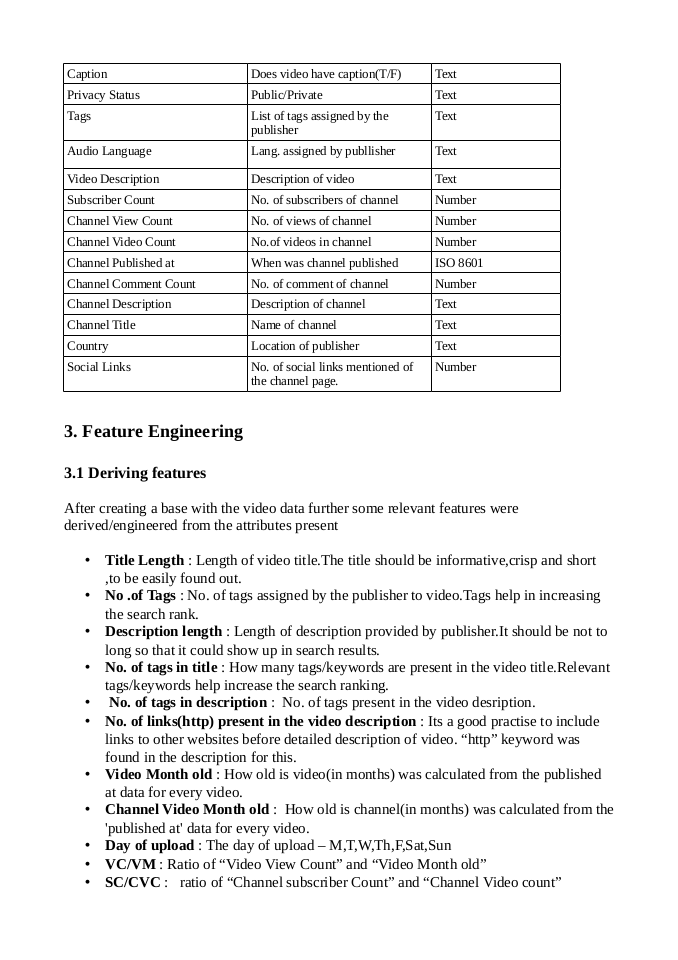 Caption Does video have caption(T/F) Text
Privacy Status Public/Private Text
Tags List of tags assigned by the Text
publisher
Audio Language Lang. assigned by publlisher Text
Video Description Description of video Text
Subscriber Count No. of subscribers of channel Number
Channel View Count No. of views of channel Number
Channel Video Count No.of videos in channel Number
Channel Published at When was channel published ISO 8601
Channel Comment Count No. of comment of channel Number
Channel Description Description of channel Text
Channel Title Name of channel Text
Country Location of publisher Text
Social Links No. of social links mentioned of Number
the channel page.
3. Feature Engineering
3.1 Deriving features
After creating a base with the video data further some relevant features were
derived/engineered from the attributes present
• Title Length : Length of video title.The title should be informative,crisp and short
,to be easily found out.
• No .of Tags : No. of tags assigned by the publisher to video.Tags help in increasing
the search rank.
• Description length : Length of description provided by publisher.It should be not to
long so that it could show up in search results.
• No. of tags in title : How many tags/keywords are present in the video title.Relevant
tags/keywords help increase the search ranking.
• No. of tags in description : No. of tags present in the video desription.
• No. of links(http) present in the video description : Its a good practise to include
links to other websites before detailed description of video. “http” keyword was
found in the description for this.
• Video Month old : How old is video(in months) was calculated from the published
at data for every video.
• Channel Video Month old : How old is channel(in months) was calculated from the
'published at' data for every video.
• Day of upload : The day of upload – M,T,W,Th,F,Sat,Sun
• VC/VM : Ratio of “Video View Count” and “Video Month old”
• SC/CVC : ratio of “Channel subscriber Count” and “Channel Video count”